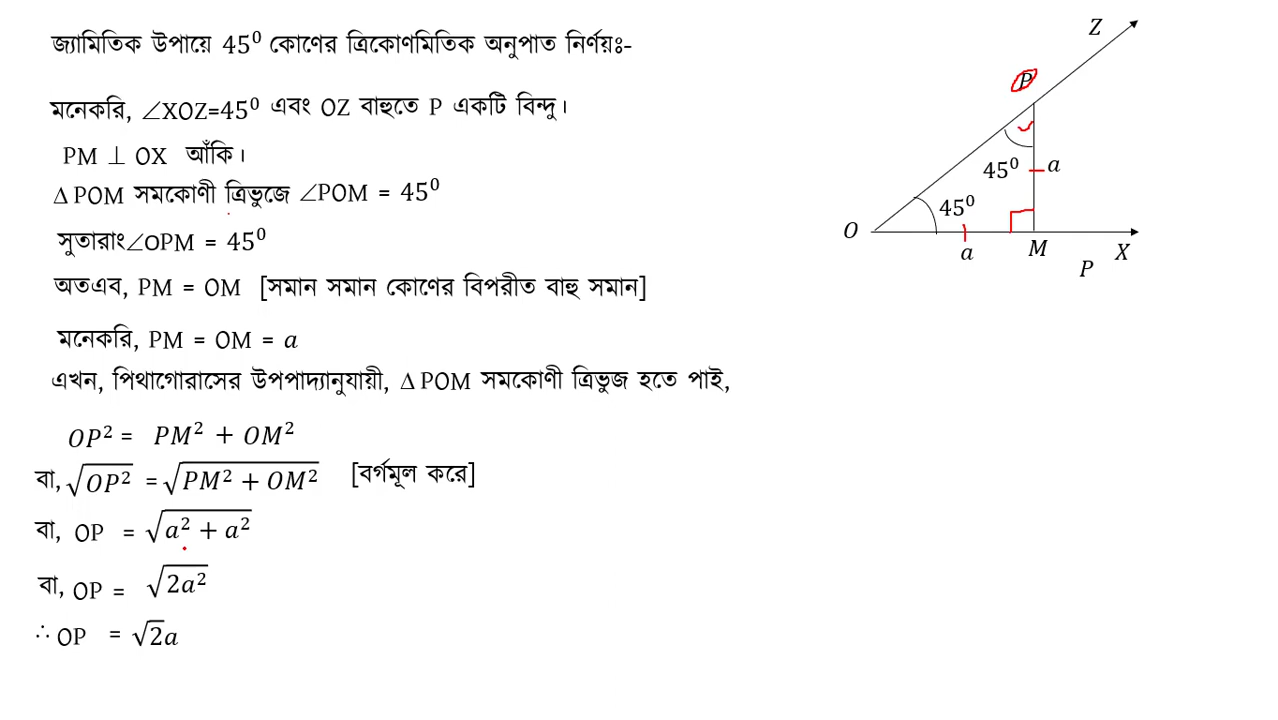 জ্যামিতিক উপায়ে 45⁰ কোণের ত্রিকোণমিতিক অনুপাত নির্ণয়ঃ-
মনেকরি, ∠XOZ=45⁰ এবং OZ বাহুতে P একটি বিন্দু।
PM ⊥ OX আঁকি।
∆ POM সমকোণী ত্রিভুজে ∠POM = 45⁰
সুতারাং∠OPM = 45⁰
অতএব, PM = OM [সমান সমান কোণের বিপরীত বাহু সমান]
মনেকরি, PM = OM = a
এখন, পিথাগোরাসের উপপাদ্যানুযায়ী, ∆ POM সমকোণী ত্রিভুজ হতে পাই,
OP² = PM² + OM²
বা, √OP² = √PM² + OM² [বর্গমূল করে]
বা, OP = √a² + a²
বা, OP = √2a²
∴ OP = √2a
Z
P
45⁰ a
45⁰
O
a M X
P